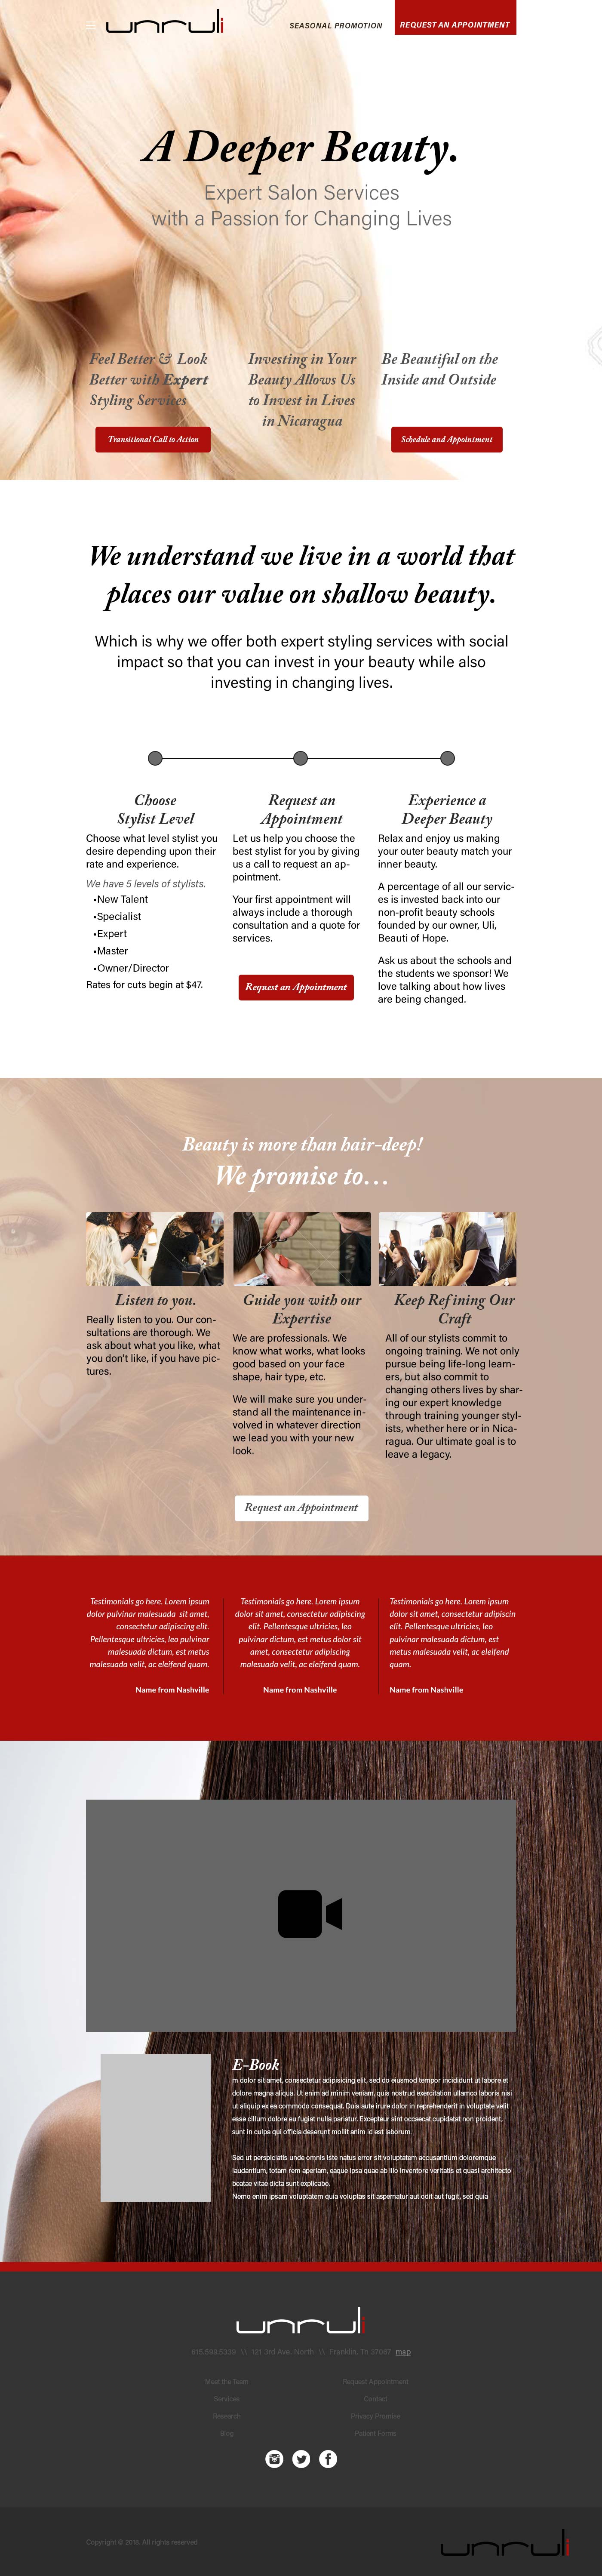 unruli
SEASONAL PROMOTION
REQUEST AN APPOINTMENT
A Deeper Beauty.
Expert Salon Services
with a Passion for Changing Lives
Feel Better & Look
Better with Expert
Styling Services
Transitional Call to Action
Investing in Your
Beauty Allows Us
to Invest in Lives
in Nicaragua
Be Beautiful on the
Inside and Outside
Schedule and Appointment
We understand we live in a world that
places our value on shallow beauty.
Which is why we offer both expert styling services with social
impact so that you can invest in your beauty while also
investing in changing lives.
Choose
Stylist Level
Choose what level stylist you
desire depending upon their
rate and experience.
We have 5 levels of stylists.
•New Talent
•Specialist
•Expert
•Master
•Owner/Director
Rates for cuts begin at $47.
Request an
Appointment
Let us help you choose the
best stylist for you by giving
us a call to request an ap-
pointment.
Your first appointment will
always include a thorough
consultation and a quote for
services.
Request an Appointment
Experience a
Deeper Beauty
Relax and enjoy us making
your outer beauty match your
inner beauty.
A percentage of all our servic-
es is invested back into our
non-profit beauty schools
founded by our owner, Uli,
Beauti of Hope.
Ask us about the schools and
the students we sponsor! We
love talking about how lives
are being changed.
Beauty is more than hair-deep!
We promise to…
Listen to you.
Really listen to you. Our con-
sultations are thorough. We
ask about what you like, what
you don't like, if you have pic-
tures.
Guide you with our
Expertise
We are professionals. We
know what works, what looks
good based on your face
shape, hair type, etc.
We will make sure you under-
stand all the maintenance in-
volved in whatever direction
we lead you with your new
look.
Keep Refining Our
Craft
All of our stylists commit to
ongoing training. We not only
pursue being life-long learn-
ers, but also commit to
changing others lives by shar-
ing our expert knowledge
through training younger styl-
ists, whether here or in Nica-
ragua. Our ultimate goal is to
leave a legacy.
Request an Appointment
Testimonials go here. Lorem ipsum
dolor pulvinar malesuada sit amet,
consectetur adipiscing elit.
Pellentesque ultricies, leo pulvinar
malesuada dictum, est metus
malesuada velit, ac eleifend quam.
Name from Nashville
Testimonials go here. Lorem ipsum
dolor sit amet, consectetur adipiscing
elit. Pellentesque ultricies, leo
pulvinar dictum, est metus dolor sit
amet, consectetur adipiscing
malesuada velit, ac eleifend quam.
Name from Nashville
Testimonials go here. Lorem ipsum
dolor sit amet, consectetur adipiscin
elit. Pellentesque ultricies, leo
pulvinar malesuada dictum, est
metus malesuada velit, ac eleifend
quam.
Name from Nashville
E-Book
m dolor sit amet, consectetur adipisicing elit, sed do eiusmod tempor incididunt ut labore et
dolore magna aliqua. Ut enim ad minim veniam, quis nostrud exercitation ullamco laboris nisi
ut aliquip ex ea commodo consequat. Duis aute irure dolor in reprehenderit in voluptate velit
esse cillum dolore eu fugiat nulla pariatur. Excepteur sint occaecat cupidatat non proident,
sunt in culpa qui officia deserunt mollit anim id est laborum.
Sed ut perspiciatis unde omnis iste natus error sit voluptatem accusantium doloremque
laudantium, totam rem aperiam, eaque ipsa quae ab illo inventore veritatis et quasi architecto
beatae vitae dicta sunt explicabo.
Nemo enim ipsam voluptatem quia voluptas sit aspernatur aut odit aut fugit, sed quia
unruli
615.599.5339 \\ 121 3rd Ave. North \\ Franklin, Tn 37067 map
Meet the Team
Services
Research
Blog
Request Appointment
Contact
Privacy Promise
Patient Forms
Copyright © 2019. All rights reserved
unruli